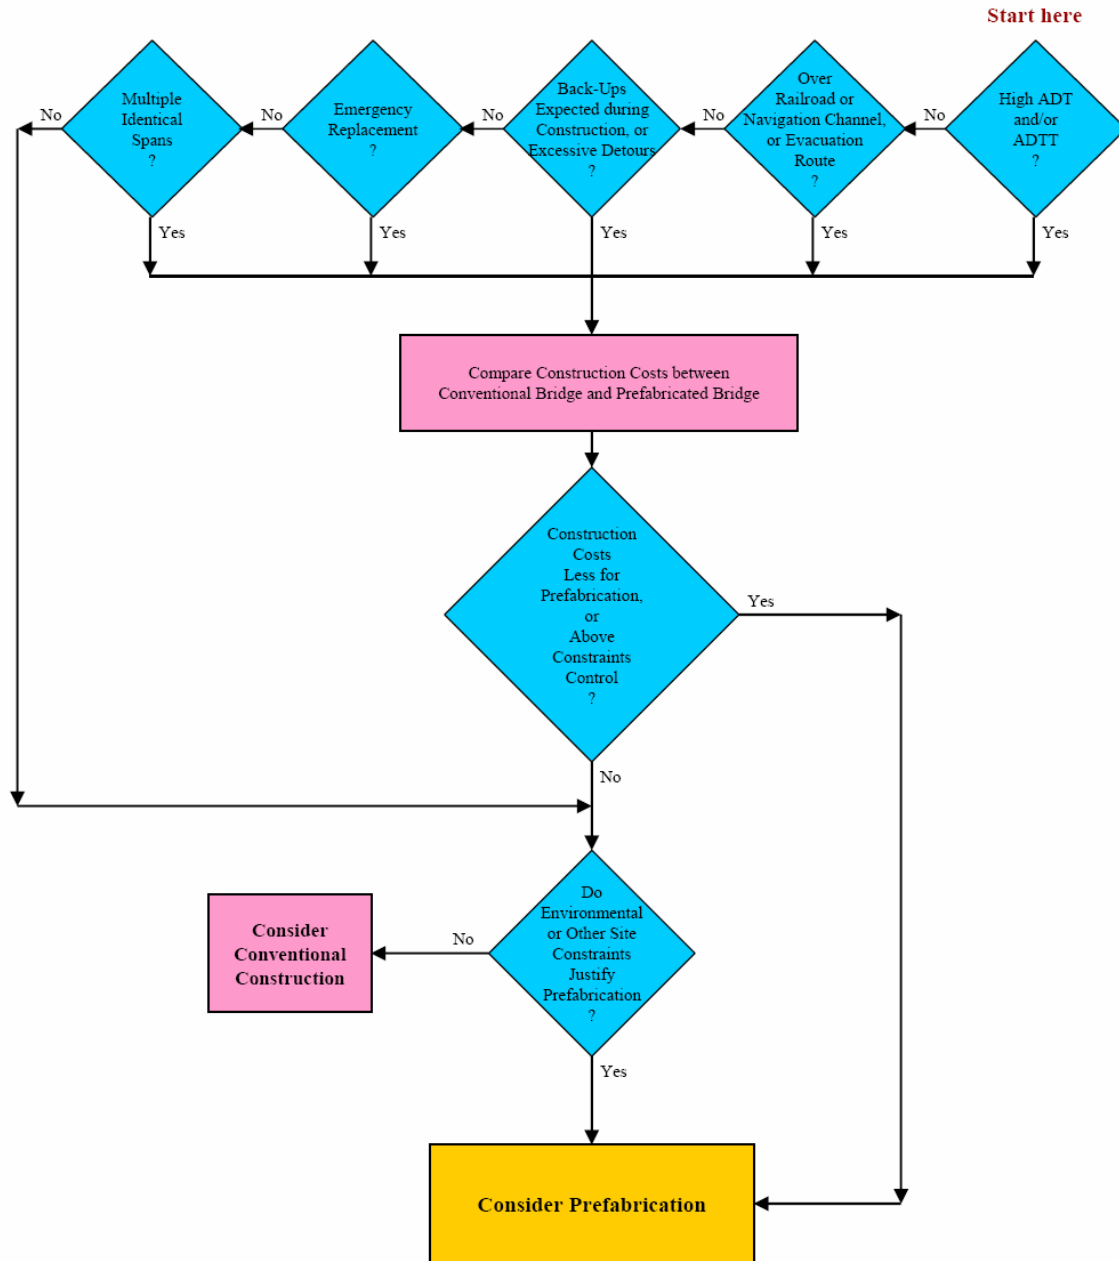 Start here
High ADT
and/or
ADTT
?
No
Yes
Over
Railroad or
Navigation Channel,
or Evacuation
Route
?
No
Yes
Back-Ups
Expected during
Construction, or
Excessive Detours
?
No
Yes
Emergency
Replacement
?
No
Yes
Multiple
Identical
Spans
?
No
Yes
Compare Construction Costs between
Conventional Bridge and Prefabricated Bridge
Construction
Costs
Less for
Prefabrication,
or
Above
Constraints
Control
?
Yes
No
Do
Environmental
or Other Site
Constraints
Justify
Prefabrication
?
No
Yes
Consider
Conventional
Construction
Consider Prefabrication